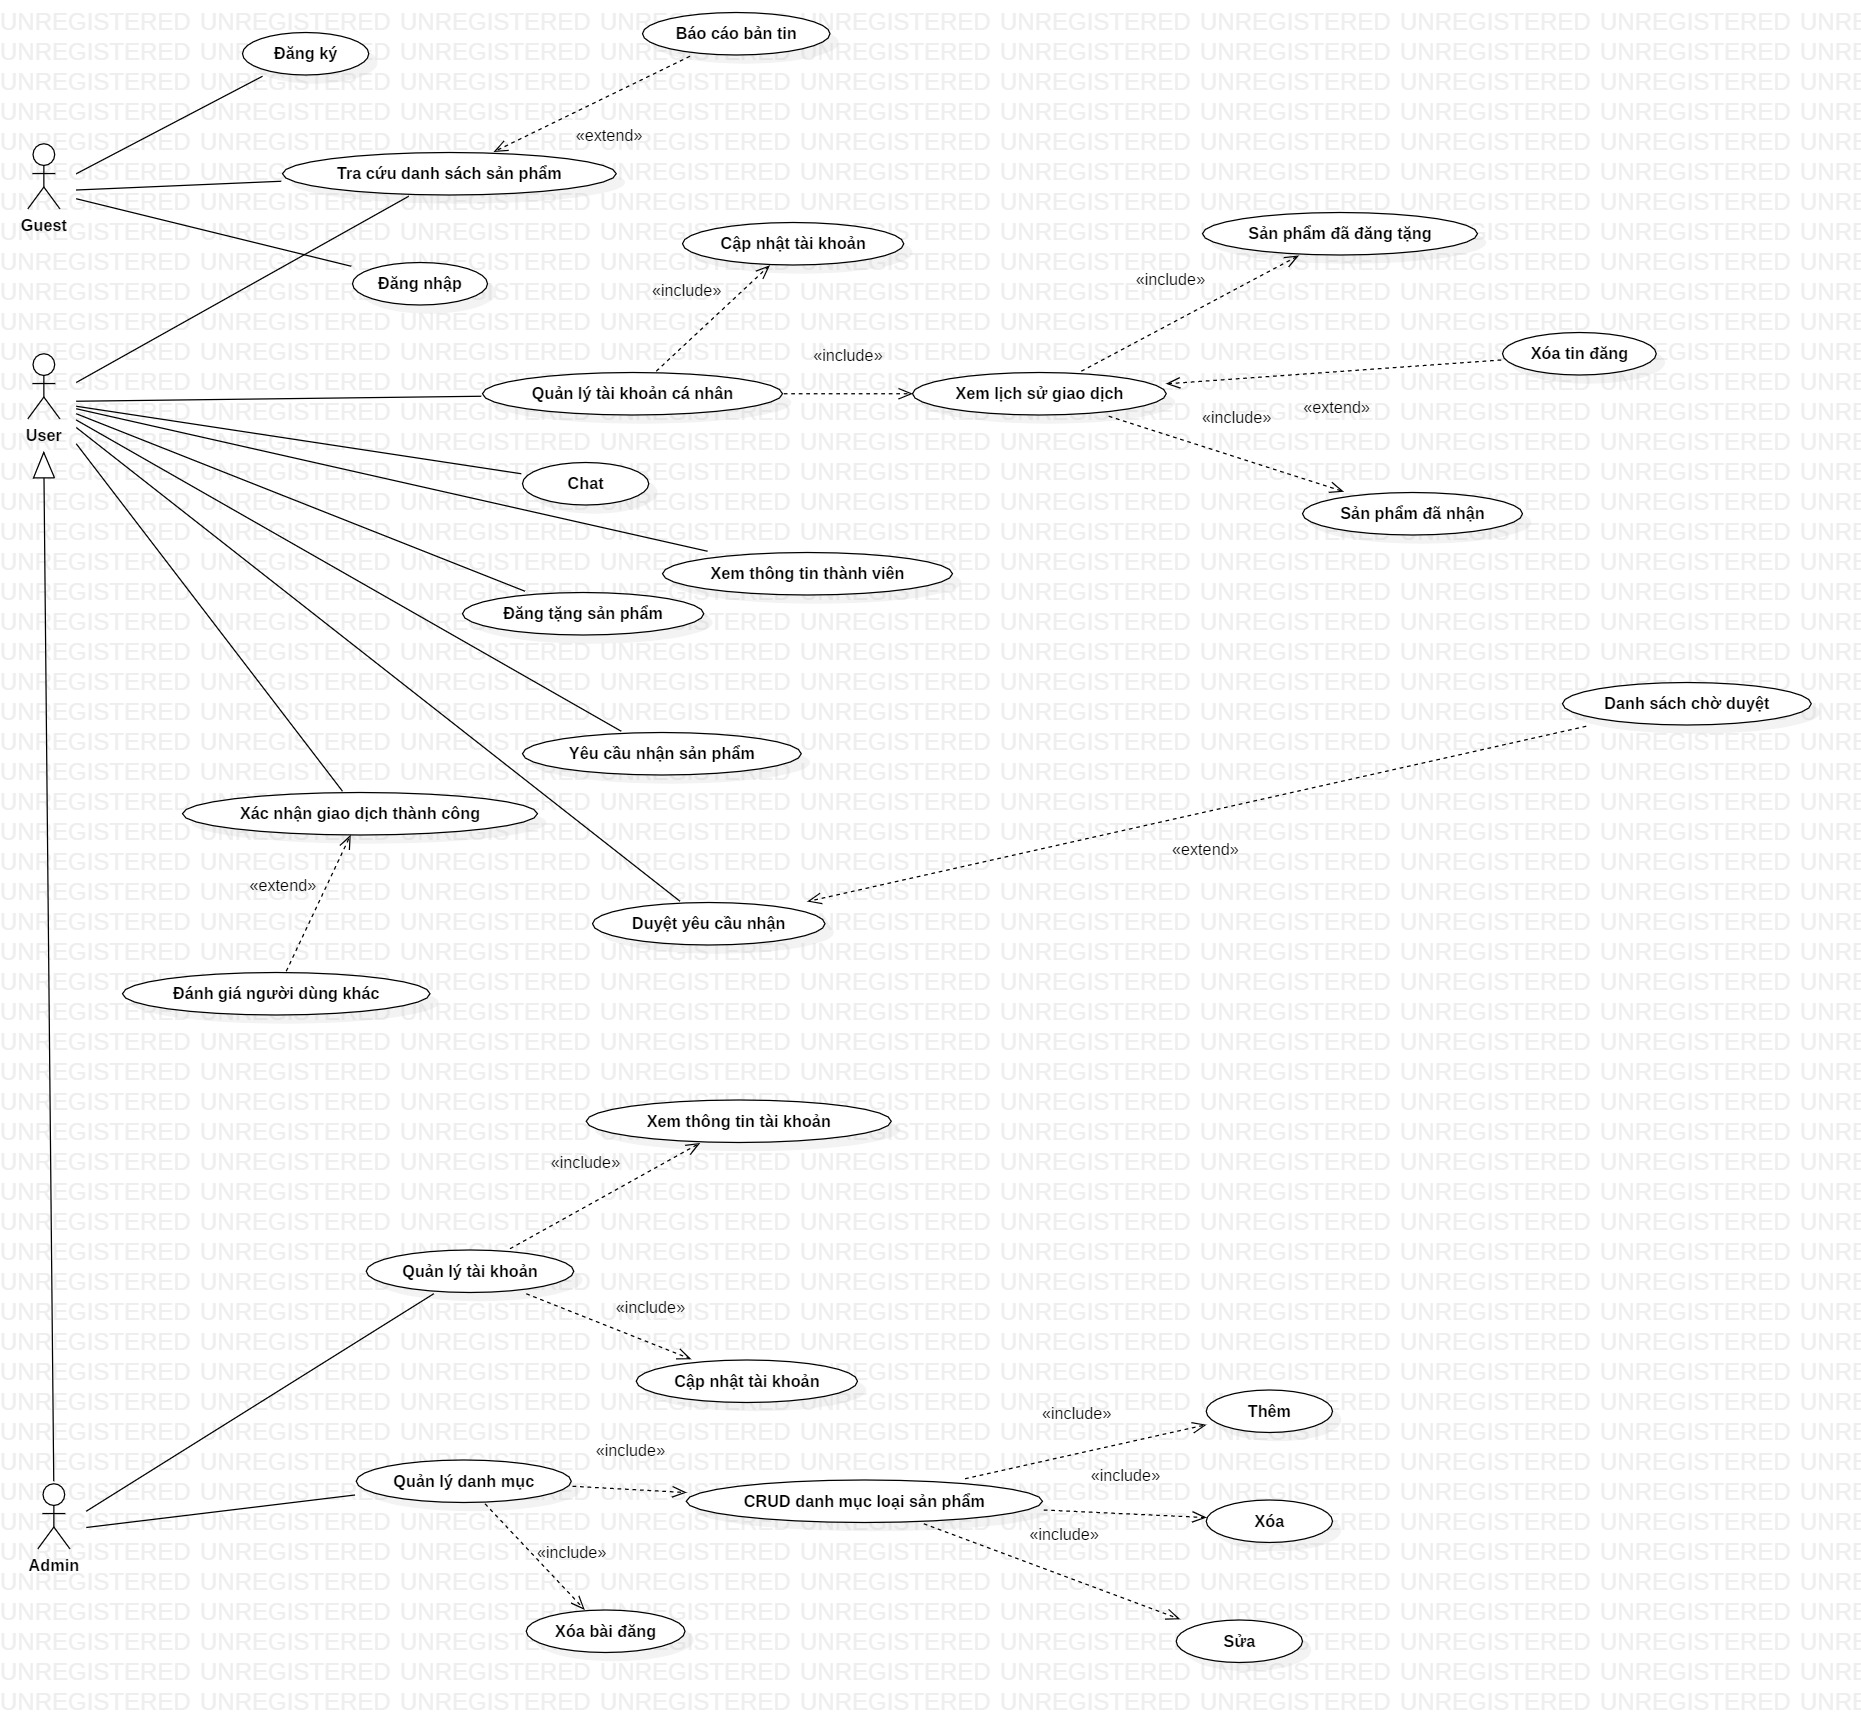 Báo cáo bản tin
Đăng ký
«extend»
Tra cứu danh sách sản phẩm
Guest
Cập nhật tài khoản
Sản phẩm đã đăng tặng
Đăng nhập
«include»
«include»
«include»
Xóa tin đăng
Quản lý tài khoản cá nhân
Xem lịch sử giao dịch
«include»
«extend»
User
Chat
Sản phẩm đã nhận
Xem thông tin thành viên
Đăng tặng sản phẩm
Danh sách chờ duyệt
Yêu cầu nhận sản phẩm
Xác nhận giao dịch thành công
«extend»
«extend»
Duyệt yêu cầu nhận
Đánh giá người dùng khác
Xem thông tin tài khoản
«include»
Quản lý tài khoản
«include»
Cập nhật tài khoản
«include»
Thêm
«include»
Quản lý danh mục
«include»
CRUD danh mục loại sản phẩm
Xóa
«include»
«include»
Admin
Xóa bài đăng
Sửa
UNREGISTERED